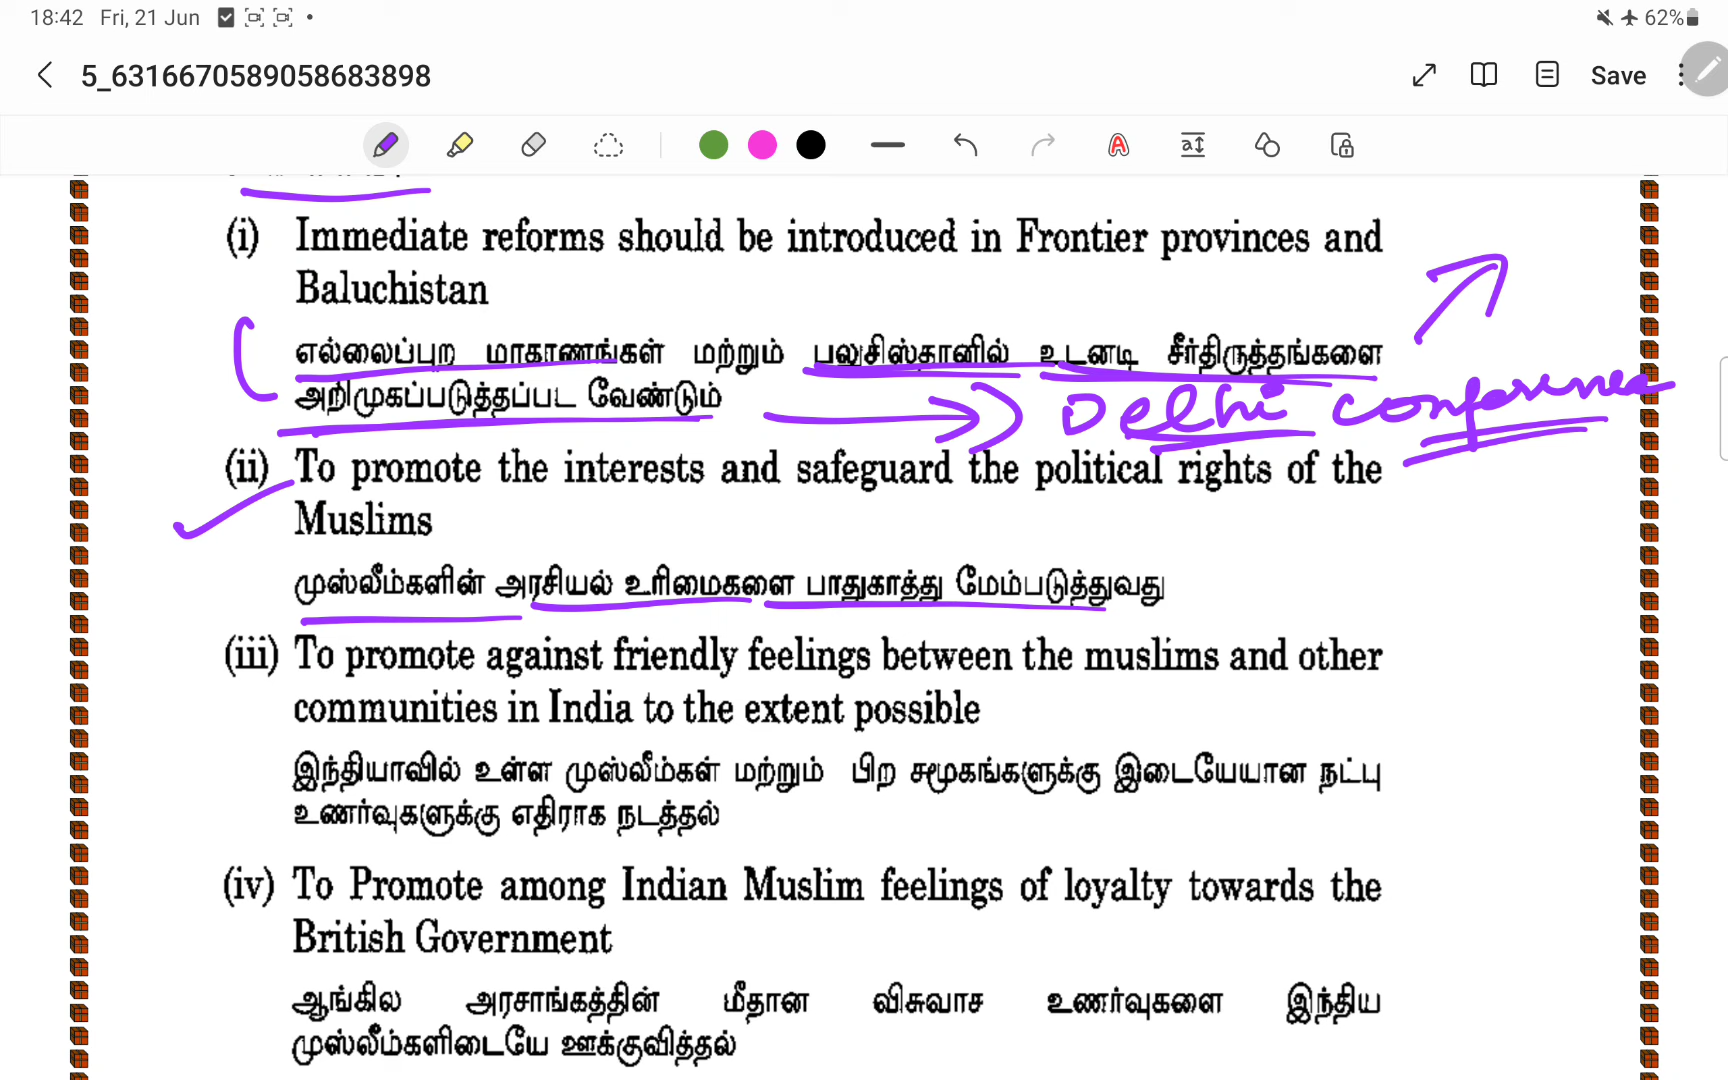 18:42 Fri, 21 Jun
62%
5_6316670589058683898
Save
(i) Immediate reforms should be introduced in Frontier provinces and
Baluchistan
எல்லைப்புற மாகாணங்கள் மற்றும் பலுசிஸ்தானில் உடனடி சீர்திருத்தங்களை
அறிமுகப்படுத்தப்பட வேண்டும்
Delhi conference
(ii) To promote the interests and safeguard the political rights of the
Muslims
முஸ்லீம்களின் அரசியல் உரிமைகளை பாதுகாத்து மேம்படுத்துவது
(iii) To promote against friendly feelings between the muslims and other
communities in India to the extent possible
இந்தியாவில் உள்ள முஸ்லீம்கள் மற்றும் பிற சமூகங்களுக்கு இடையேயான நட்பு
உணர்வுகளுக்கு எதிராக நடத்தல்
(iv) To Promote among Indian Muslim feelings of loyalty towards the
British Government
ஆங்கில அரசாங்கத்தின் மீதான விசுவாச உணர்வுகளை இந்திய
முஸ்லீம்களிடையே ஊக்குவித்தல்